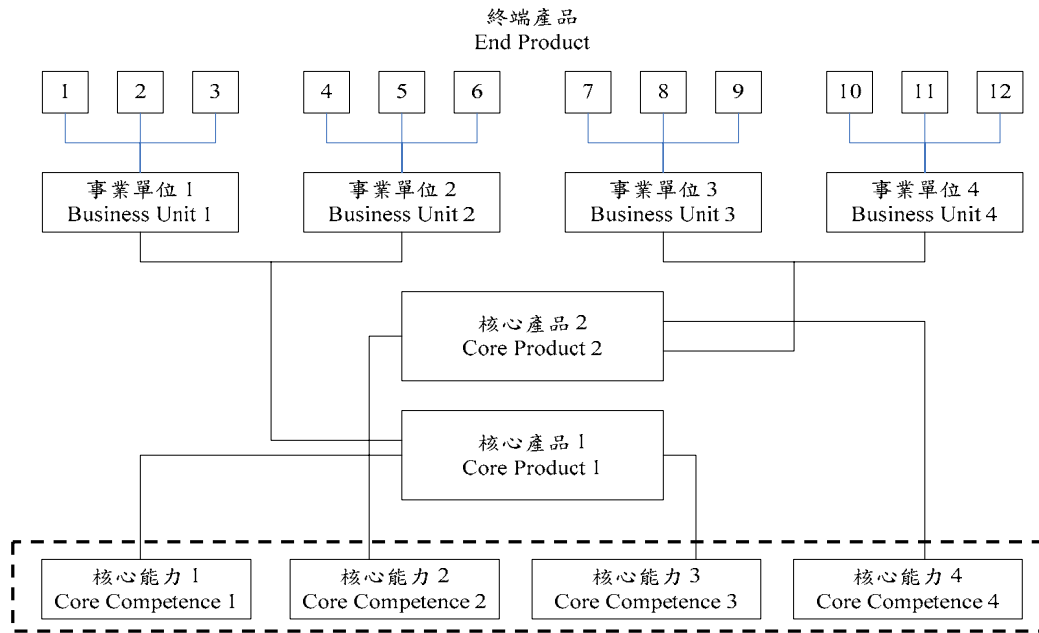 終端產品
End Product
1
2
3
4
5
6
7
8
9
10
11
12
事業單位 1
Business Unit 1
事業單位 2
Business Unit 2
事業單位 3
Business Unit 3
事業單位 4
Business Unit 4
核心產品 2
Core Product 2
核心產品 1
Core Product 1
核心能力 1
Core Competence 1
核心能力 2
Core Competence 2
核心能力 3
Core Competence 3
核心能力 4
Core Competence 4